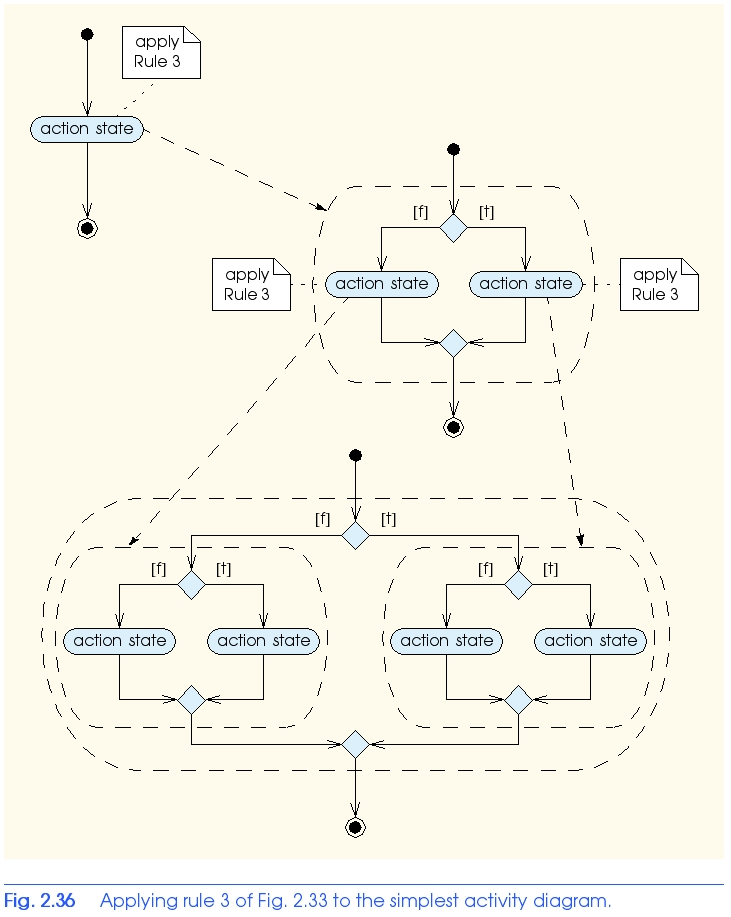 apply
Rule 3
action state
[f]
[t]
apply
Rule 3
action state
action state
apply
Rule 3
[f]
[t]
[f]
[t]
[f]
[t]
action state
action state
action state
action state
Fig. 2.36 Applying rule 3 of Fig. 2.33 to the simplest activity diagram.